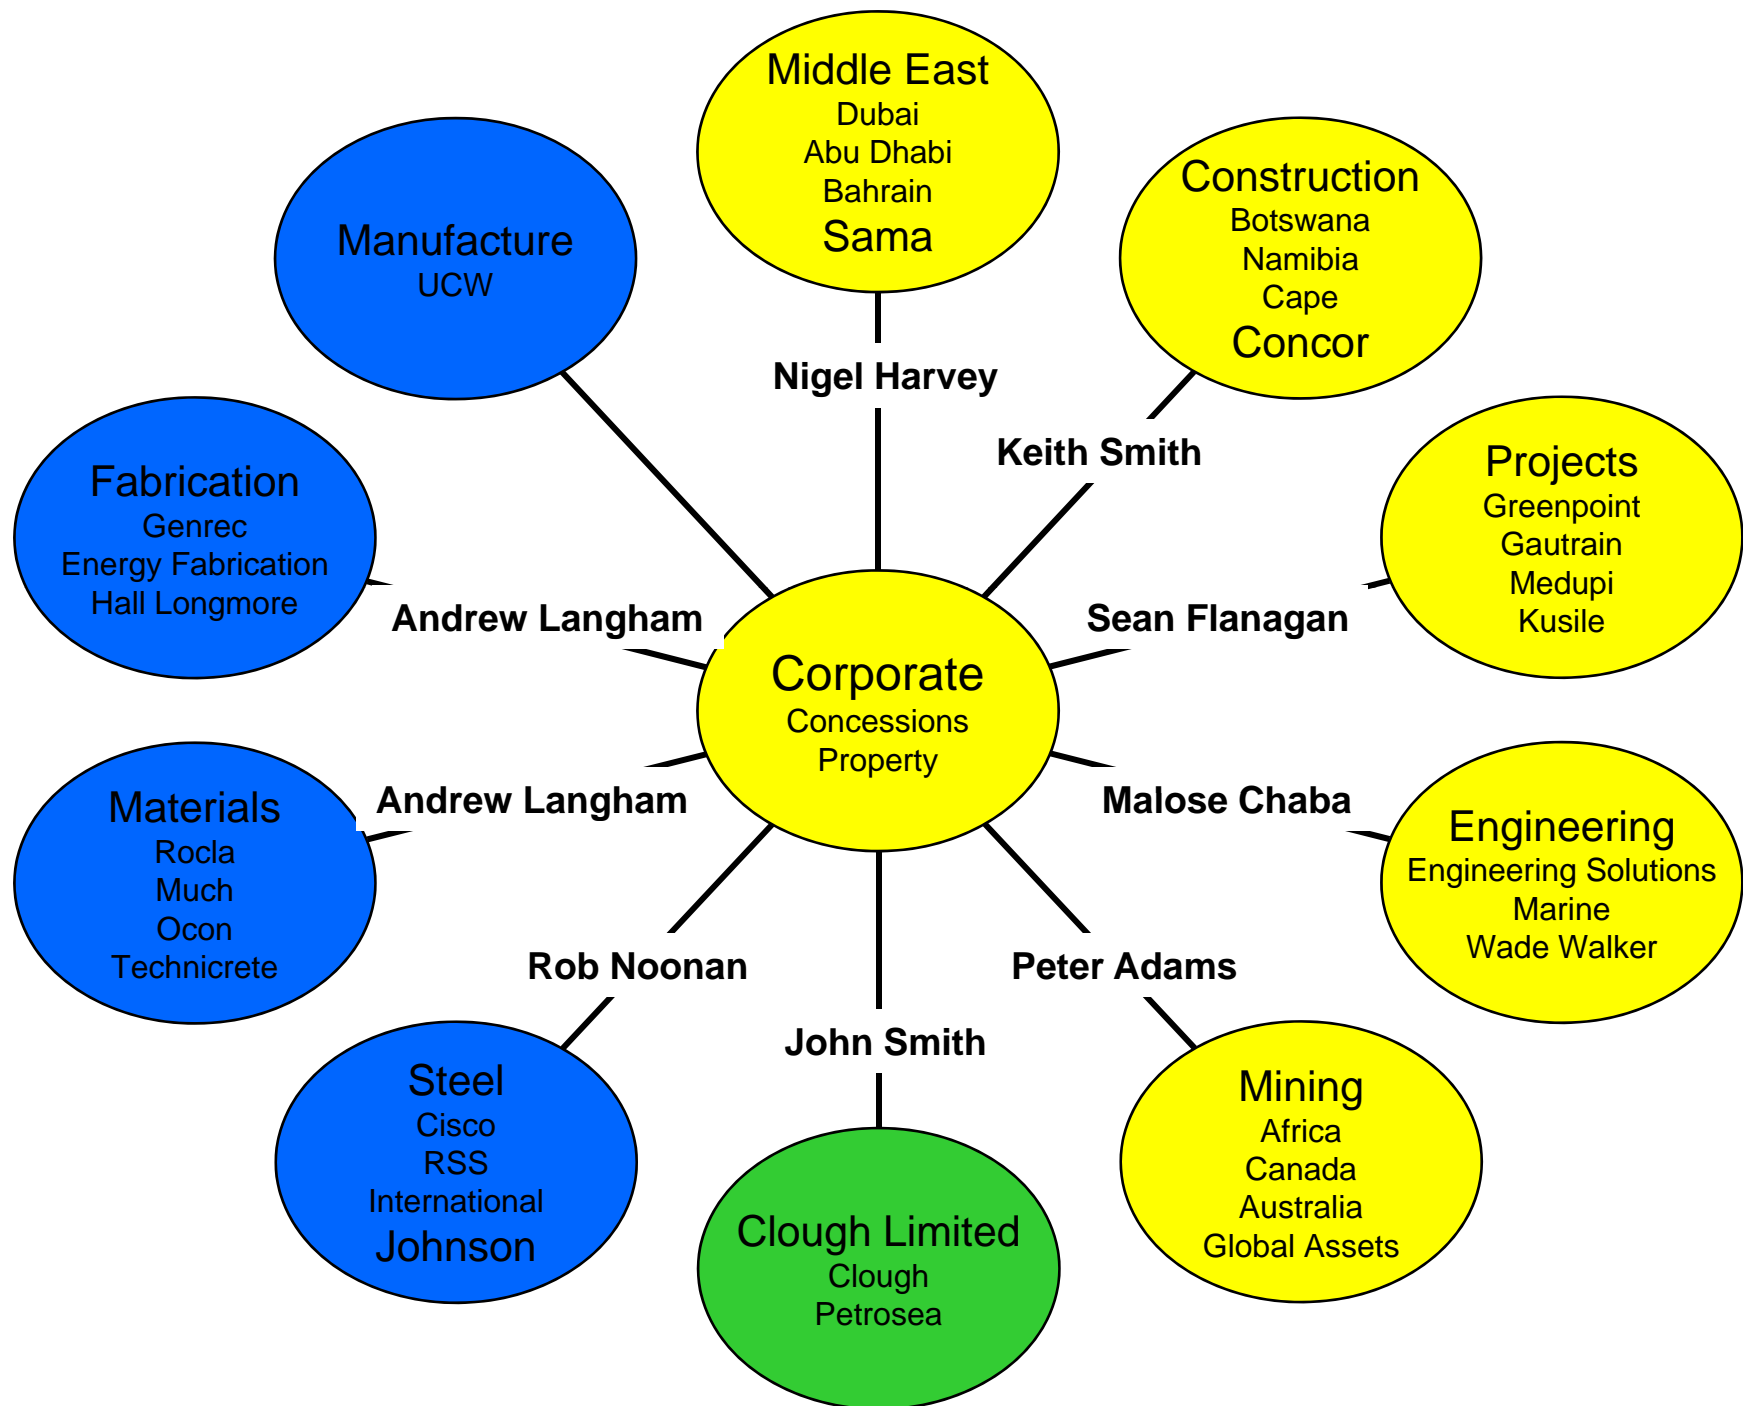 Middle East
Dubai
Abu Dhabi
Bahrain
Sama
Manufacture
UCW
Construction
Botswana
Namibia
Cape
Concor
Nigel Harvey
Keith Smith
Fabrication
Genrec
Energy Fabrication
Hall Longmore
Projects
Greenpoint
Gautrain
Medupi
Kusile
Andrew Langham
Sean Flanagan
Corporate
Concessions
Property
Materials
Rocla
Much
Ocon
Technicrete
Andrew Langham
Malose Chaba
Engineering
Engineering Solutions
Marine
Wade Walker
Rob Noonan
Peter Adams
John Smith
Steel
Cisco
RSS
International
Johnson
Clough Limited
Clough
Petrosea
Mining
Africa
Canada
Australia
Global Assets